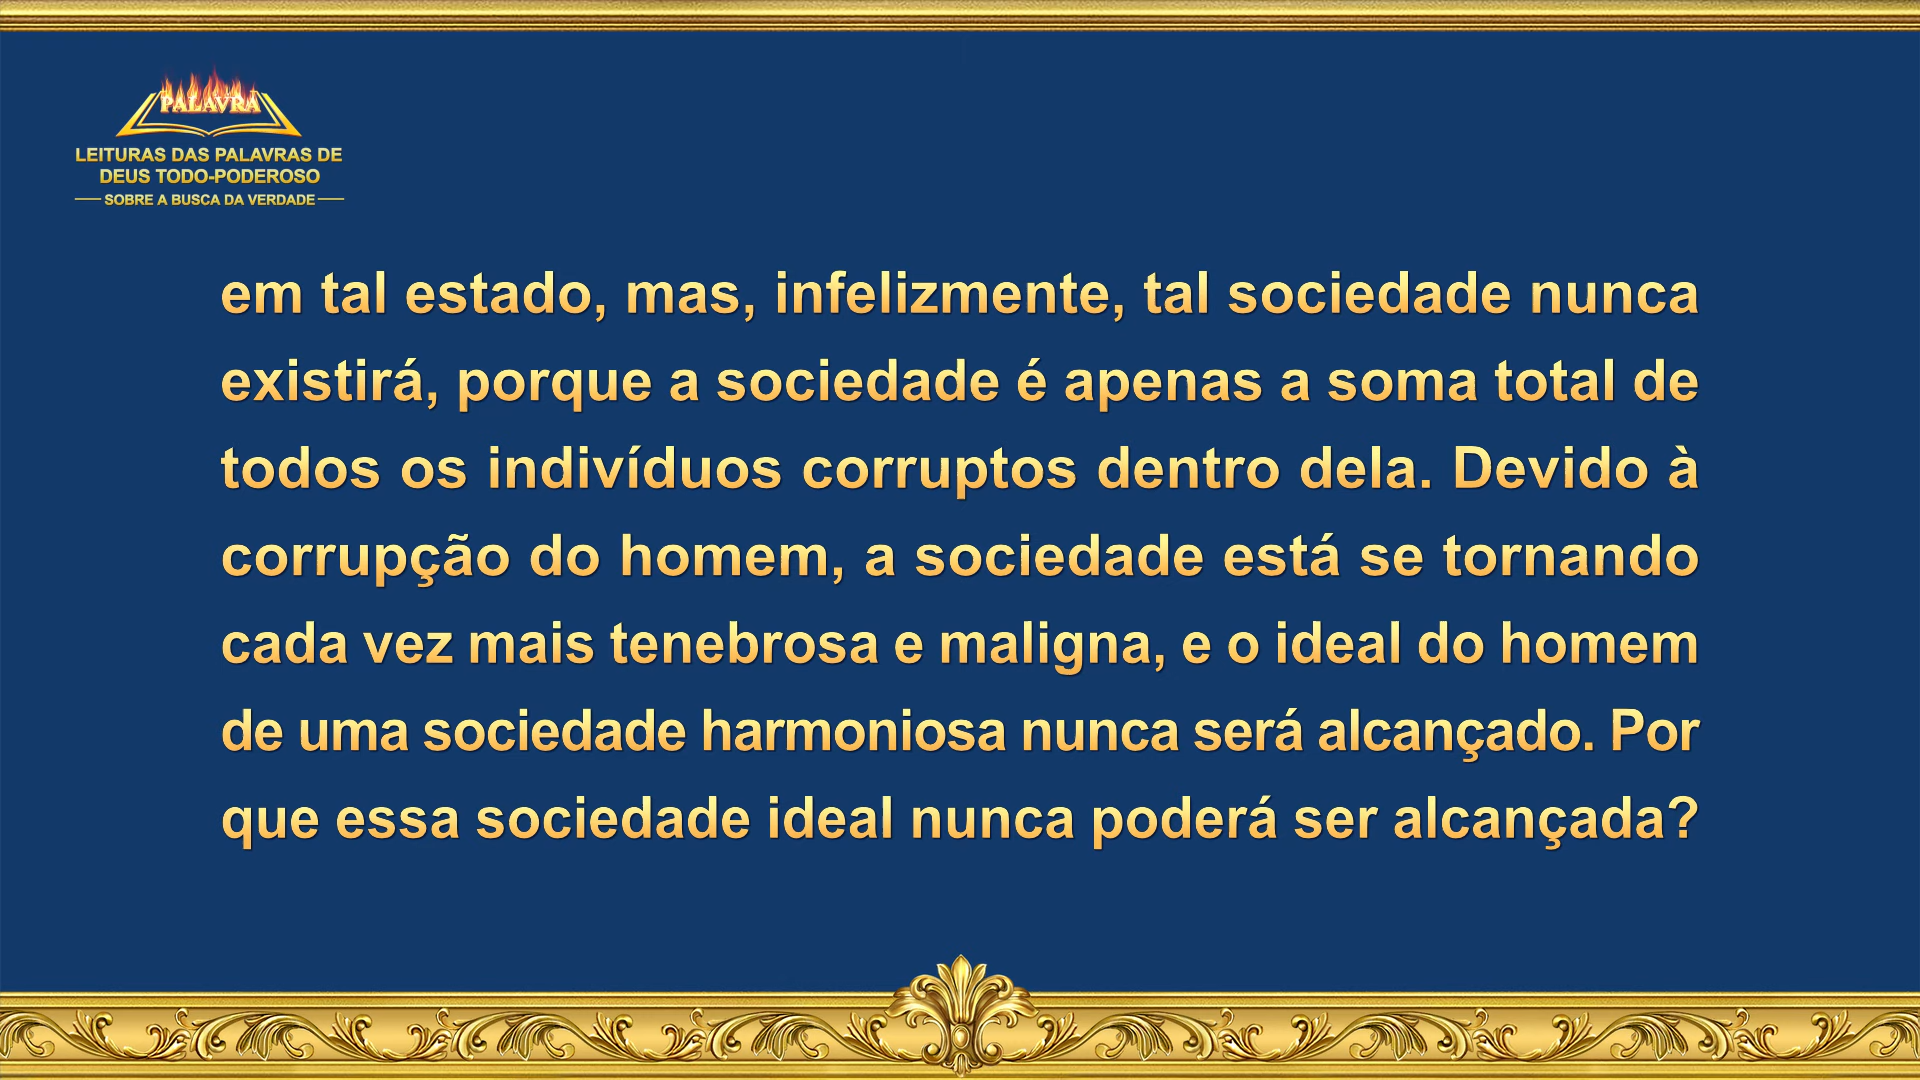 PALAVRA
LEITURAS DAS PALAVRAS DE
DEUS TODO-PODEROSO
SOBRE A BUSCA DA VERDADE
em tal estado, mas, infelizmente, tal sociedade nunca
existirá, porque a sociedade é apenas a soma total de
todos os indivíduos corruptos dentro dela. Devido à
corrupção do homem, a sociedade está se tornando
cada vez mais tenebrosa e maligna, e o ideal do homem
de uma sociedade harmoniosa nunca será alcançado. Por
que essa sociedade ideal nunca poderá ser alcançada?